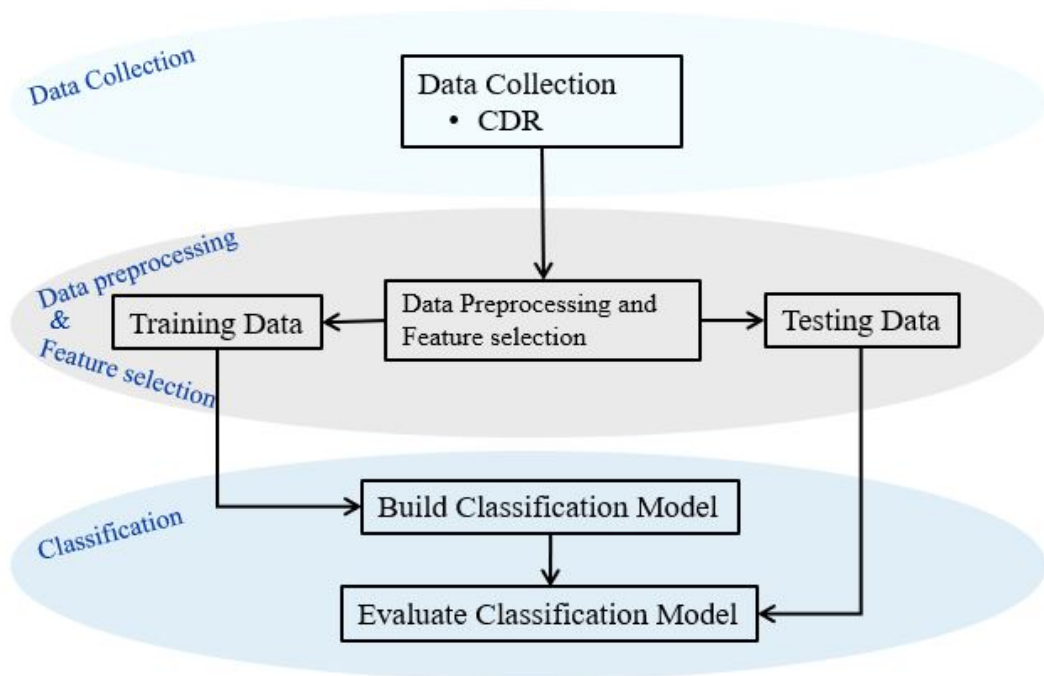 Data Collection
Data Collection
• CDR
Data preprocessing
&
Feature selection
Training Data
Data Preprocessing and
Feature selection
Testing Data
Classification
Build Classification Model
Evaluate Classification Model